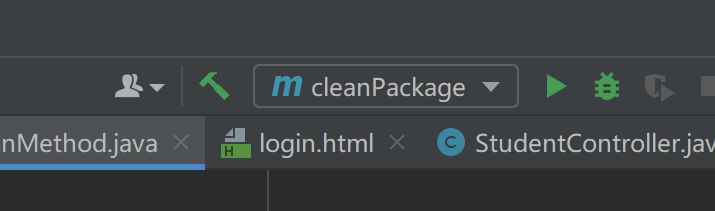 m cleanPackage
nMethod.java login.html C StudentController.jav